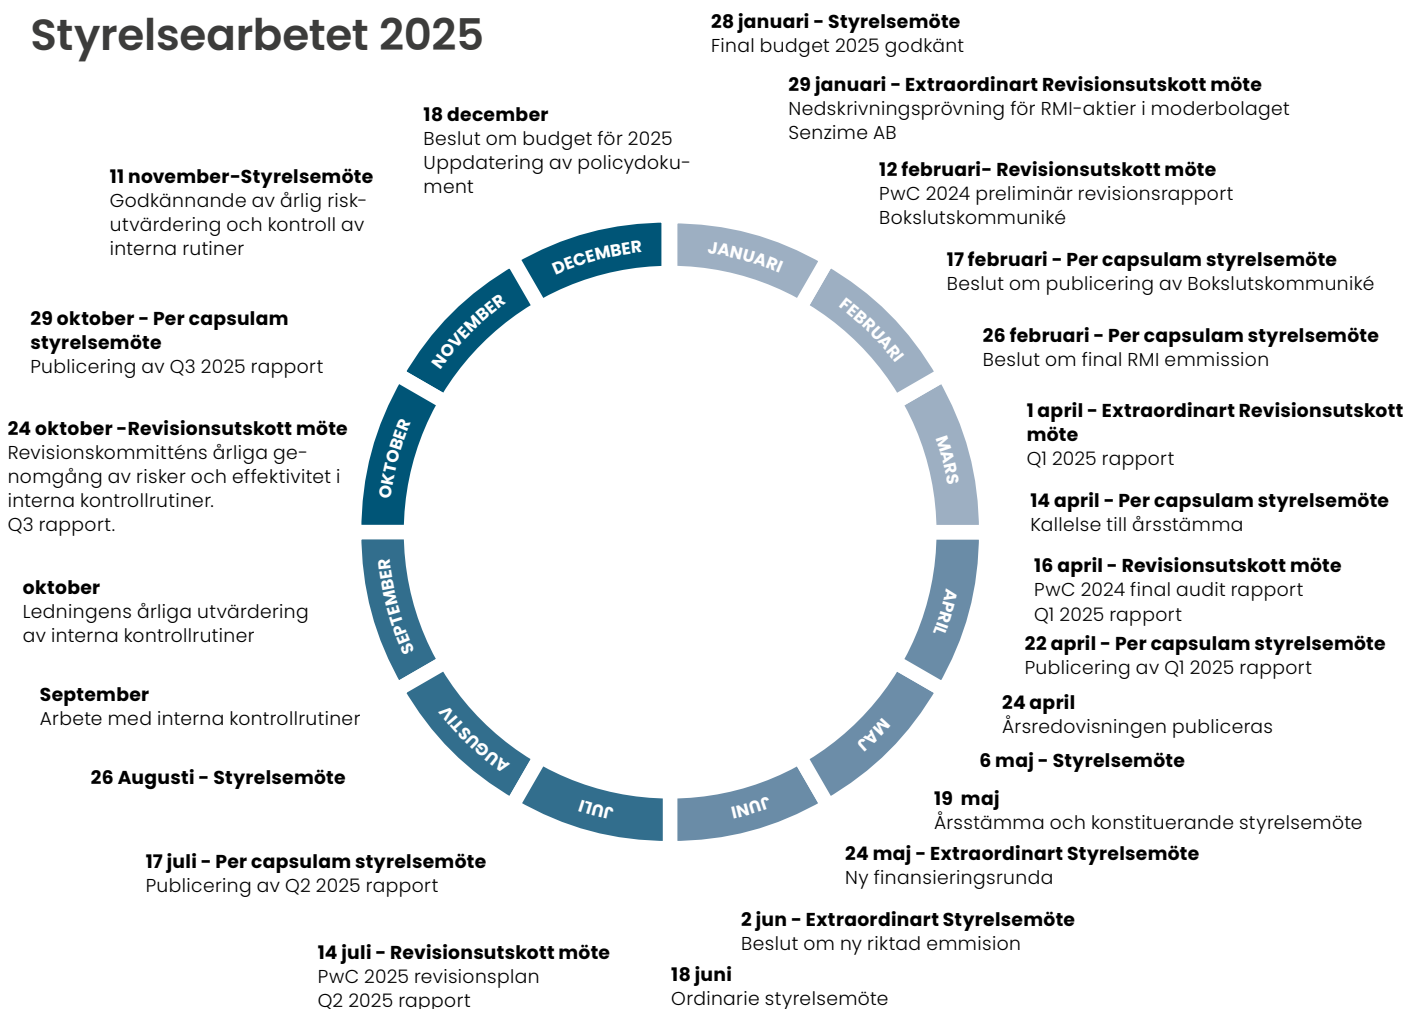 Styrelsearbetet 2025
28 januari - Styrelsemöte
Final budget 2025 godkänt
29 januari - Extraordinart Revisionsutskott möte
Nedskrivningsprövning för RMI-aktier i moderbolaget
Senzime AB
12 februari- Revisionsutskott möte
PwC 2024 preliminär revisionsrapport
Bokslutskommuniké
17 februari - Per capsulam styrelsemöte
Beslut om publicering av Bokslutskommuniké
26 februari - Per capsulam styrelsemöte
Beslut om final RMI emmission
1 april - Extraordinart Revisionsutskott
möte
Q1 2025 rapport
14 april - Per capsulam styrelsemöte
Kallelse till årsstämma
16 april - Revisionsutskott möte
PwC 2024 final audit rapport
Q1 2025 rapport
22 april - Per capsulam styrelsemöte
Publicering av Q1 2025 rapport
24 april
Årsredovisningen publiceras
6 maj - Styrelsemöte
19 maj
Årsstämma och konstituerande styrelsemöte
24 maj - Extraordinart Styrelsemöte
Ny finansieringsrunda
2 jun - Extraordinart Styrelsemöte
Beslut om ny riktad emmision
18 juni
Ordinarie styrelsemöte
14 juli - Revisionsutskott möte
PwC 2025 revisionsplan
Q2 2025 rapport
17 juli - Per capsulam styrelsemöte
Publicering av Q2 2025 rapport
26 Augusti - Styrelsemöte
September
Arbete med interna kontrollrutiner
oktober
Ledningens årliga utvärdering
av interna kontrollrutiner
24 oktober -Revisionsutskott möte
Revisionskommitténs årliga ge-
nomgång av risker och effektivitet i
interna kontrollrutiner.
Q3 rapport.
29 oktober - Per capsulam
styrelsemöte
Publicering av Q3 2025 rapport
11 november-Styrelsemöte
Godkännande av årlig risk-
utvärdering och kontroll av
interna rutiner
18 december
Beslut om budget för 2025
Uppdatering av policydoku-
ment
JANUARI
FEBRUARI
MARS
APRIL
MAJ
JUNI
JULI
AUGUSTIV
SEPTEMBER
OKTOBER
NOVEMBER
DECEMBER